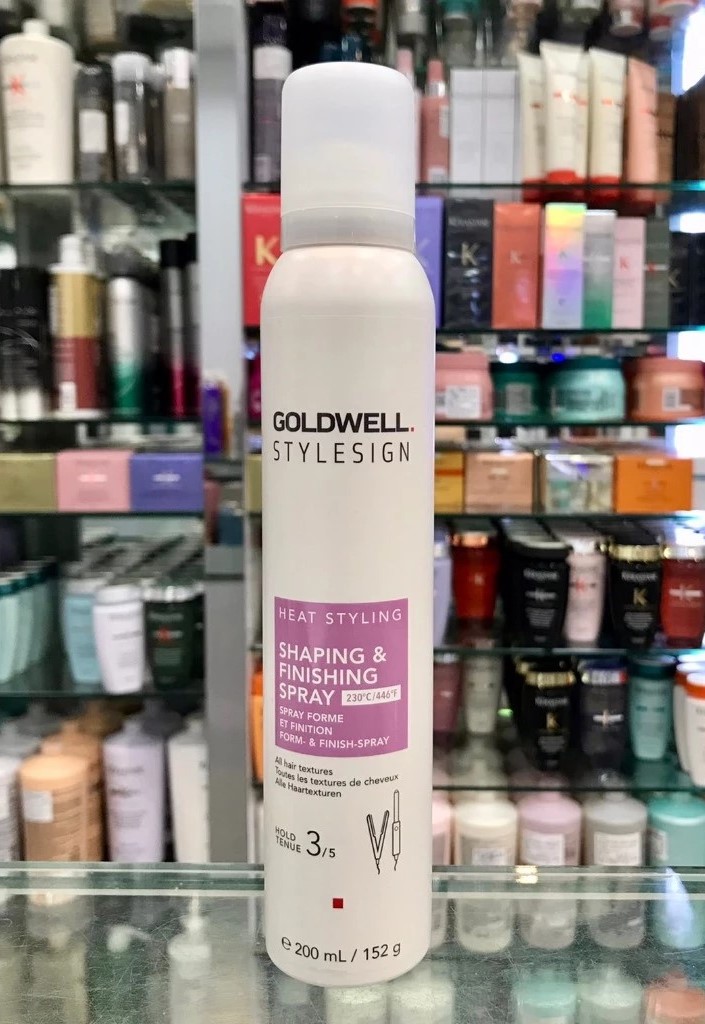 GOLDWELL.
STYLESIGN
HEAT STYLING
SHAPING &
FINISHING
SPRAY 230°C/446°F
SPRAY FORME
ET FINITION
FORM- & FINISH-SPRAY
All hair textures
Toutes les textures de cheveux
Alle Haartexturen
HOLD
TENUE 3/5
℮ 200 mL / 152 g